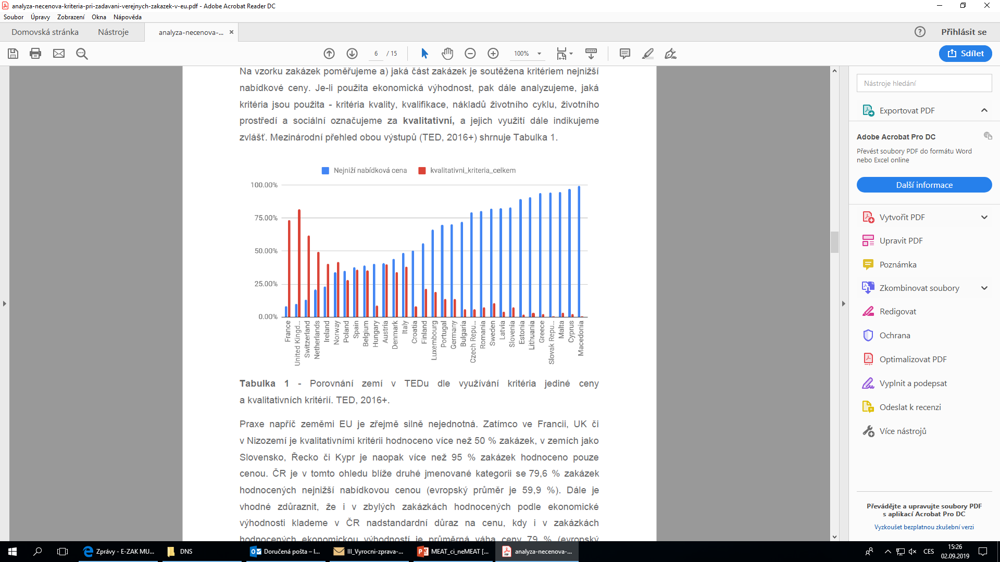 analyza-necenova-kriteria-pri-zadavani-verejnych-zakazek-v-eu.pdf - Adobe Acrobat Reader DC
Soubor Úpravy Zobrazení Okna Nápověda
Domovská stránka Nástroje analyza-necenova-... × Přihlásit se
6 / 15 100% Sdílet
Na vzorku zakázek poměřujeme a) jaká část zakázek je soutěžena kritériem nejnižší
nabídkové ceny. Je-li použita ekonomická výhodnost, pak dále analyzujeme, jaká
kritéria jsou použita - kritéria kvality, kvalifikace, nákladů životního cyklu, životního
prostředí a sociální označujeme za kvalitativní, a jejich využití dále indikujeme
zvlášť. Mezinárodní přehled obou výstupů (TED, 2016+) shrnuje Tabulka 1.
Nejniží nabídková cena kvalitativni_kriteria_celkem
100.00%
75.00%
50.00%
25.00%
0.00%
France
United Kingd...
Switzerland
Netherlands
Ireland
Norway
Poland
Spain
Belgium
Hungary
Austria
Denmark
Italy
Croatia
Finland
Luxembourg
Portugal
Germany
Bulgaria
Czech Repu...
Romania
Sweden
Latvia
Slovenia
Estonia
Lithuania
Greece
Slovak Repu...
Malta
Cyprus
Macedonia
Tabulka 1 - Porovnání zemí v TEDu dle využívání kritéria jediné ceny
a kvalitativních kritérií. TED, 2016+.
Praxe napříč zeměmi EU je zřejmě silně nejednotná. Zatímco ve Francii, UK či
v Nizozemí je kvalitativními kritérii hodnoceno více než 50 % zakázek, v zemích jako
Slovensko, Řecko či Kypr je naopak více než 95 % zakázek hodnoceno pouze
cenou. ČR je v tomto ohledu blíže druhé jmenované kategorii se 79,6 % zakázek
hodnocených nejnižší nabídkovou cenou (evropský průměr je 59,9 %). Dále je
vhodné zdůraznit, že i v zbylých zakázkách hodnocených podle ekonomické
výhodnosti klademe v ČR nadstandardní důraz na cenu, kdy i v zakázkách
hodnocených ekonomickou výhodností je průměrná váha ceny 79 % (evropský
Nástroje hledání
Exportovat PDF
Adobe Acrobat Pro DC
Převést soubory PDF do formátu Word
nebo Excel online
Další informace
Vytvořit PDF
Upravit PDF
Poznámka
Zkombinovat soubory
Redigovat
Ochrana
Optimalizovat PDF
Vyplnit a podepsat
Odeslat k recenzi
Více nástrojů
Převádějte a upravujte soubory PDF
s aplikací Acrobat Pro DC
Vyzkoušet bezplatnou zkušební verzi
Zprávy - E-ZAK MU... DNS Doručená pošta – I... III_Vyrocni-zprava-... MEAT_ci_neMEAT [... analyza-necenova-... CES 15:26
02.09.2019